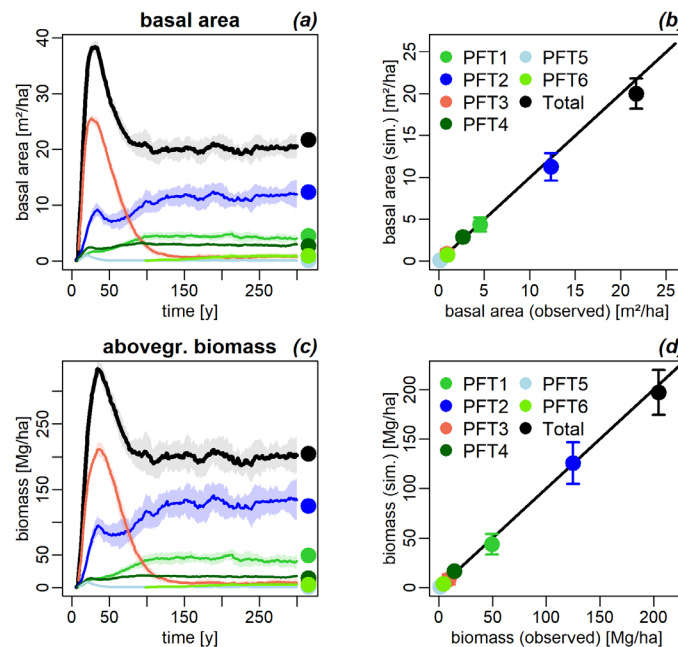 basal area
(a)
basal area [m²/ha]
40
30
20
10
0
0
50
150
250
time [y]
(b)
basal area (sim.) [m²/ha]
25
20
15
10
5
0
PFT1
PFT5
PFT2
PFT6
PFT3
Total
PFT4
0
5
10
15
20
25
basal area (observed) [m²/ha]
abovegr. biomass
(c)
biomass [Mg/ha]
200
100
50
0
0
50
150
250
time [y]
(d)
biomass (sim.) [Mg/ha]
200
150
100
50
0
PFT1
PFT5
PFT2
PFT6
PFT3
Total
PFT4
0
50
100
150
200
biomass (observed) [Mg/ha]